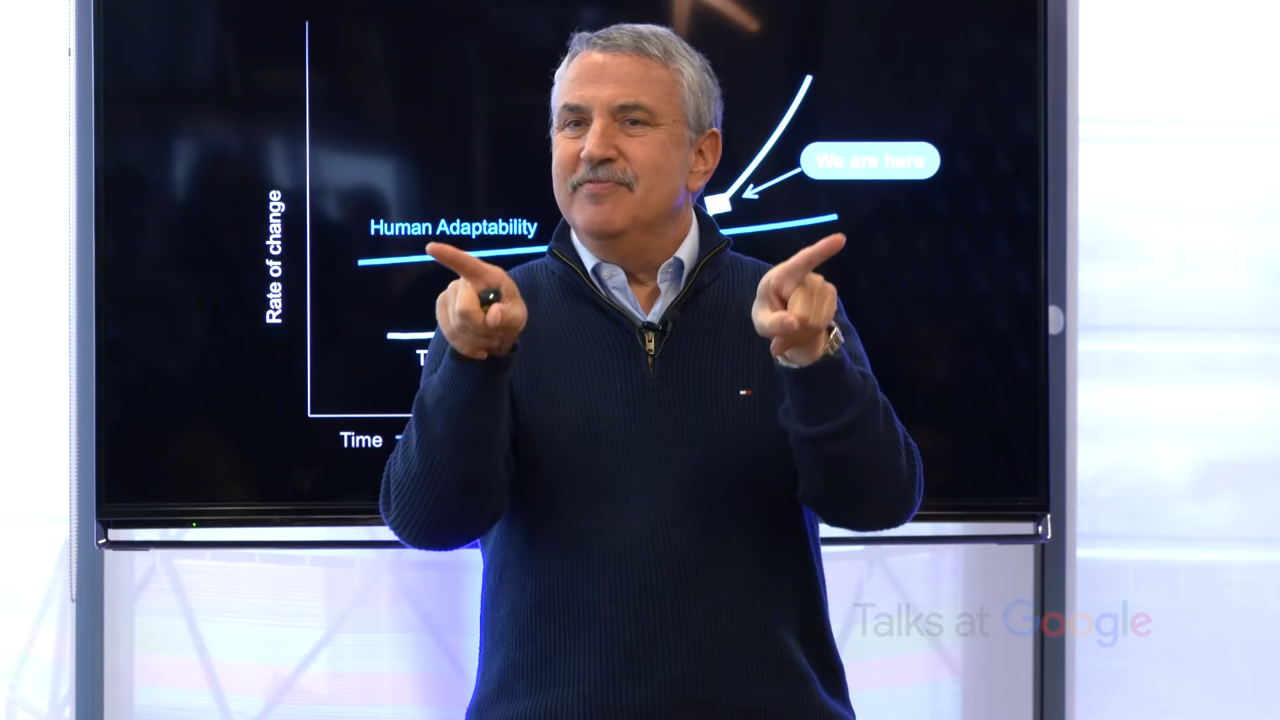 We are here
Human Adaptability
Rate of change
T
Time
Talks at Google